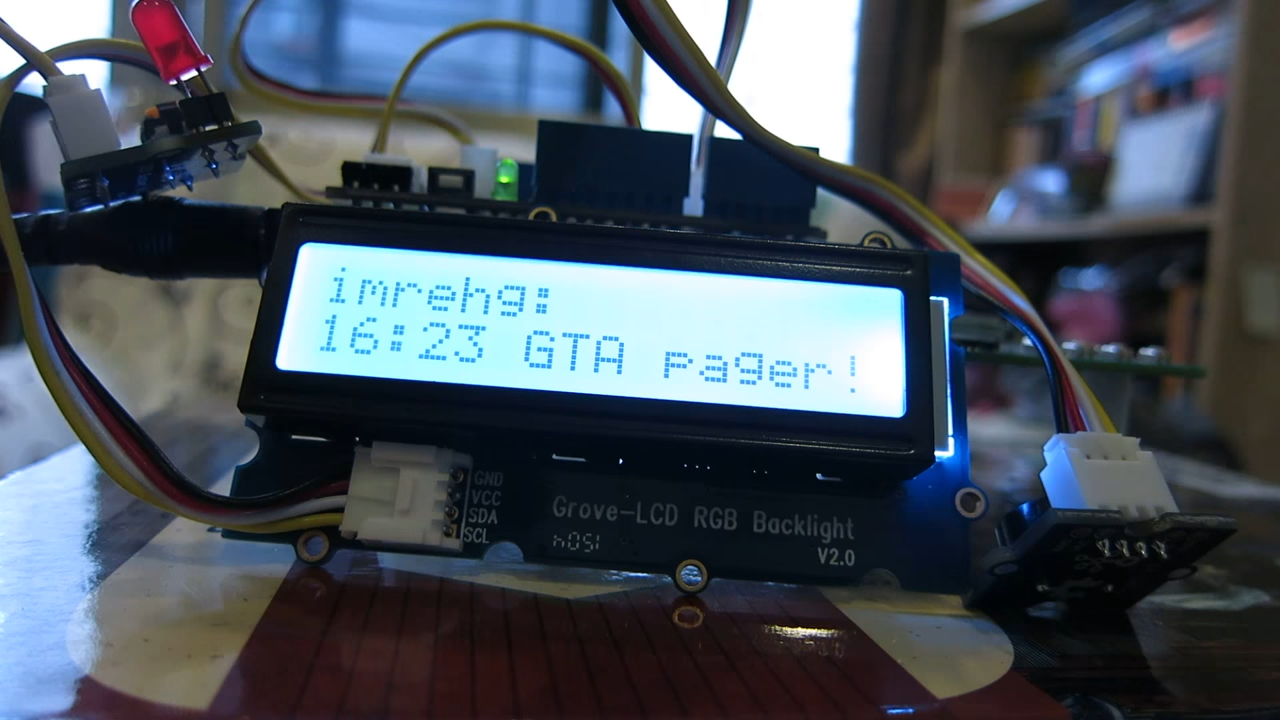 imrehg:
16:23 GTA pager!
GND
VCC
SDA
SCL
Grove-LCD RGB Backlight
V2.0